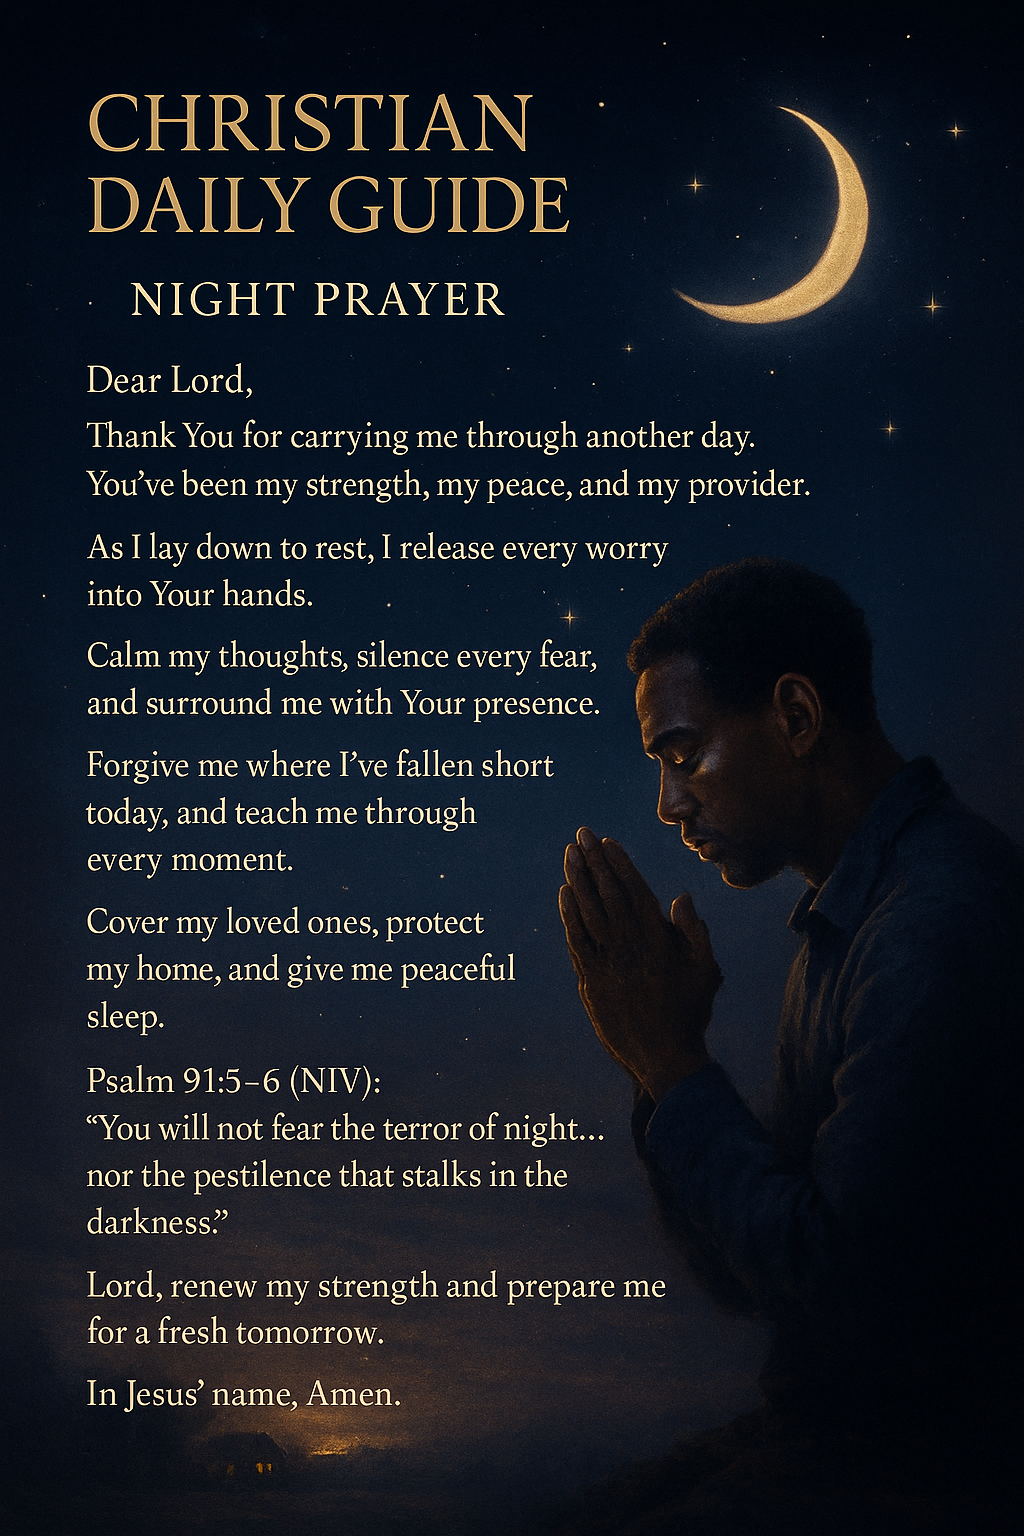 CHRISTIAN
DAILY GUIDE
NIGHT PRAYER
Dear Lord,
Thank You for carrying me through another day.
You’ve been my strength, my peace, and my provider.
As I lay down to rest, I release every worry
into Your hands.
Calm my thoughts, silence every fear,
and surround me with Your presence.
Forgive me where I’ve fallen short
today, and teach me through
every moment.
Cover my loved ones, protect
my home, and give me peaceful
sleep.
Psalm 91:5–6 (NIV):
“You will not fear the terror of night…
nor the pestilence that stalks in the
darkness.”
Lord, renew my strength and prepare me
for a fresh tomorrow.
In Jesus’ name, Amen.